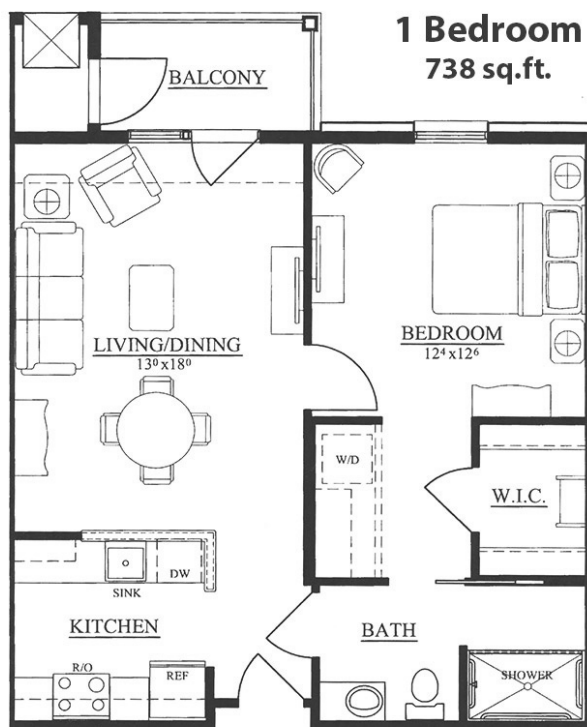 1 Bedroom
738 sq.ft.
BALCONY
LIVING/DINING
13⁰x18⁰
BEDROOM
12⁴x12⁶
W/D
W.I.C.
SINK
DW
KITCHEN
BATH
R/O
REF
SHOWER